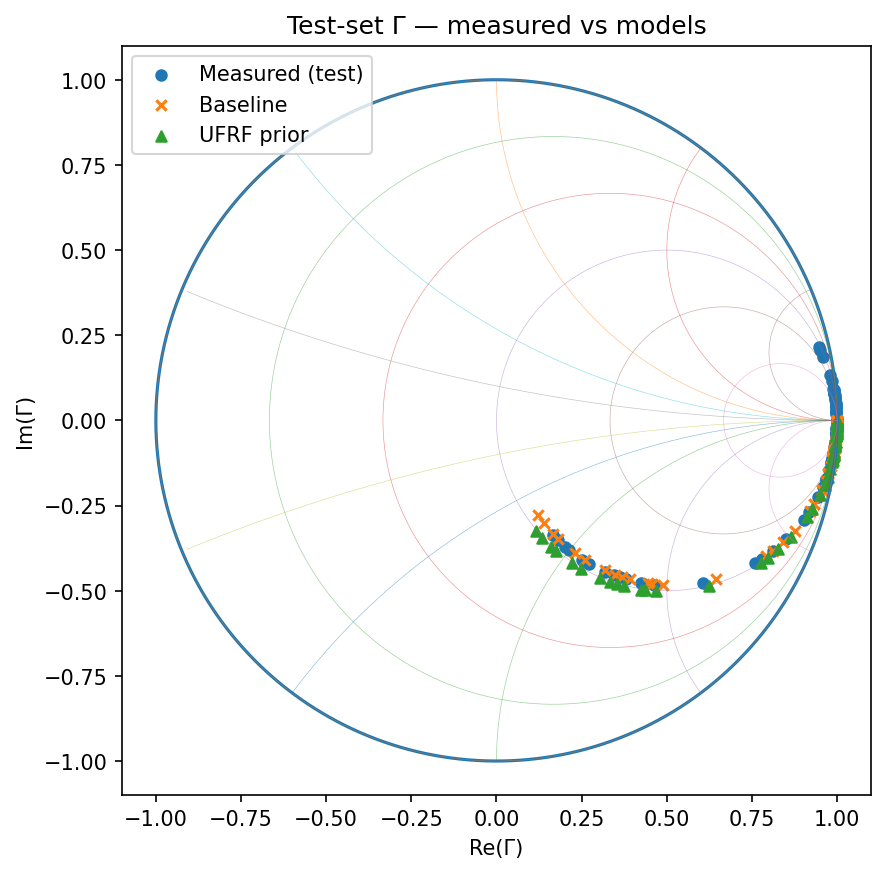 Test-set Γ — measured vs models
Measured (test)
Baseline
UFRF prior
1.00
0.75
0.50
0.25
0.00
−0.25
−0.50
−0.75
−1.00
Im(Γ)
−1.00 −0.75 −0.50 −0.25 0.00 0.25 0.50 0.75 1.00
Re(Γ)